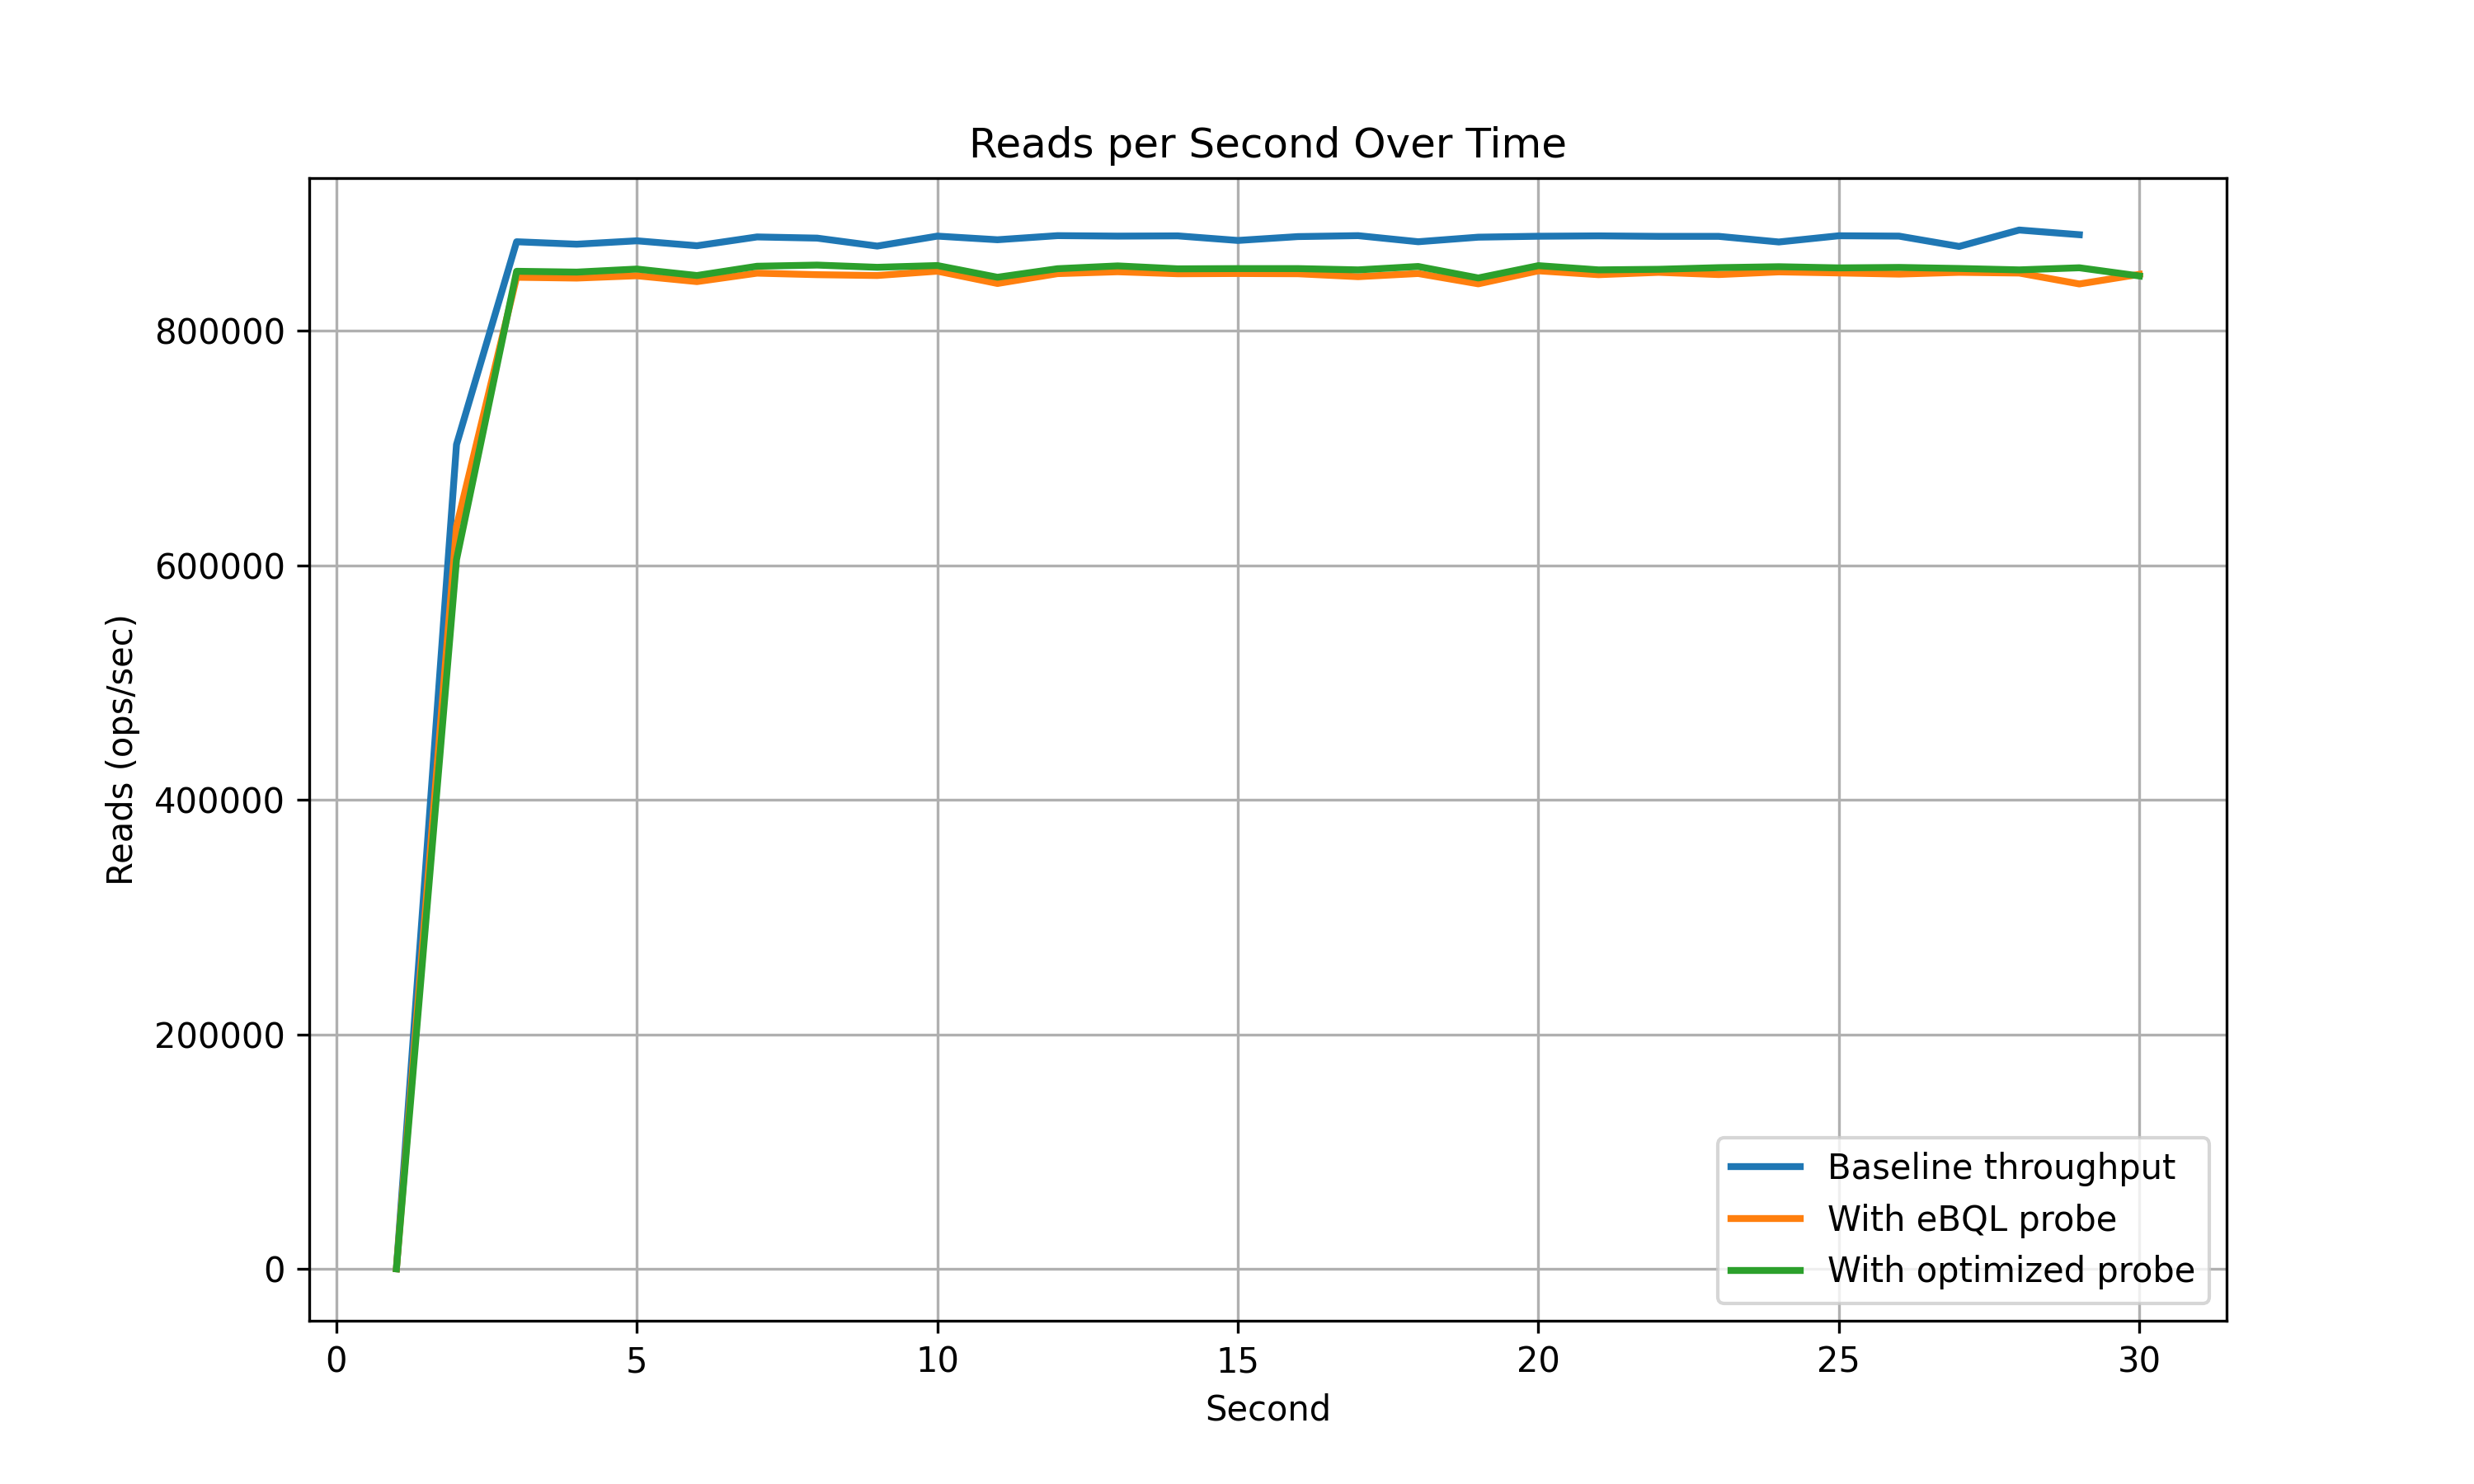 Reads per Second Over Time
Reads (ops/sec)
800000
600000
400000
200000
0
0 5 10 15 20 25 30
Second
Baseline throughput
With eBQL probe
With optimized probe